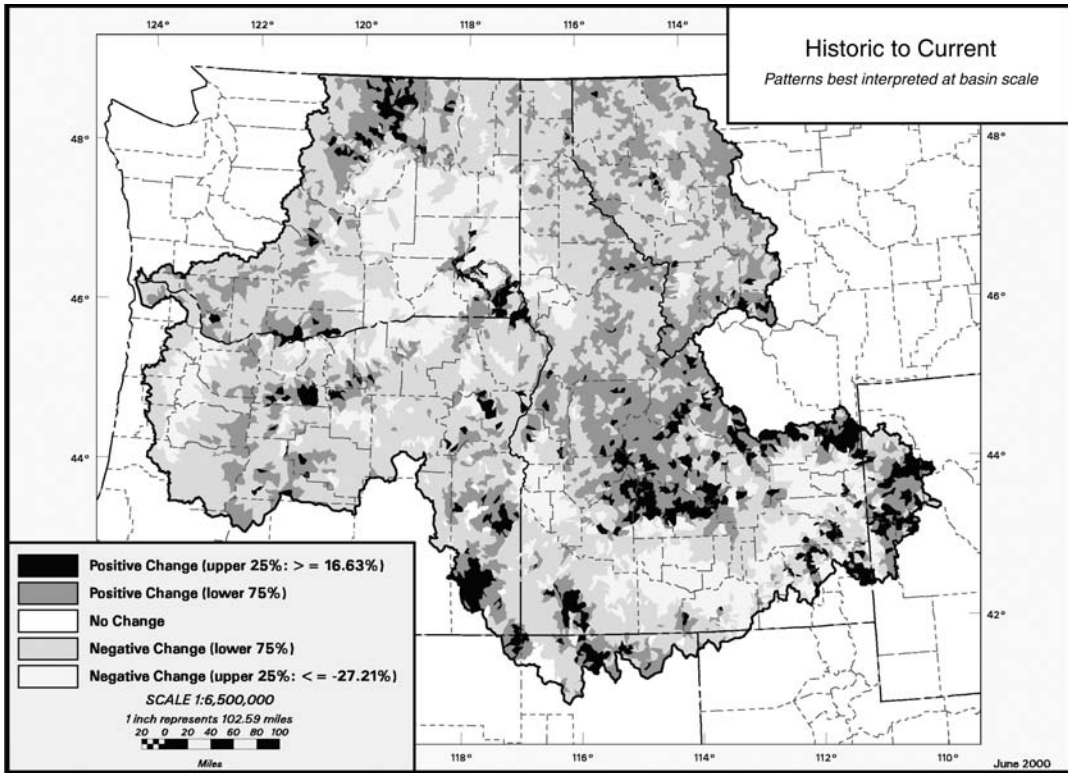 124° 122° 120° 118° 116° 114°
Historic to Current
Patterns best interpreted at basin scale
48° 48°
46° 46°
44° 44°
42°
Positive Change (upper 25%: > = 16.63%)
Positive Change (lower 75%)
No Change
Negative Change (lower 75%)
Negative Change (upper 25%: < = -27.21%)
SCALE 1:6,500,000
1 inch represents 102.59 miles
20 0 20 40 60 80 100
Miles
118° 116° 114° 112° 110°
June 2000